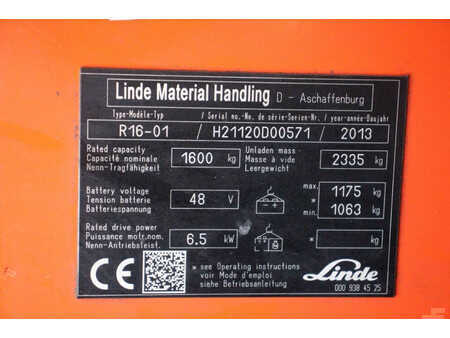 Linde Material Handling D - Aschaffenburg
Type-Modèle-Typ / Serial no.-No. de série-Serien-Nr. / year-année-Baujahr
R16-01 / H21120D00571 / 2013
Rated capacity
Capacité nominale
Nenn-Tragfähigkeit
1600 kg
Unladen mass
Masse à vide
Leergewicht
2335 kg
Battery voltage
Tension batterie
Batteriespannung
48 V
max. 1175 kg
*
min. 1063 kg
Rated drive power
Puissance motr.nom.
Nenn-Antriebsleist.
6.5 kW
* kg
CE
* see Operating instructions
voir Mode d'emploi
siehe Betriebsanleitung
Linde
000 938 45 25